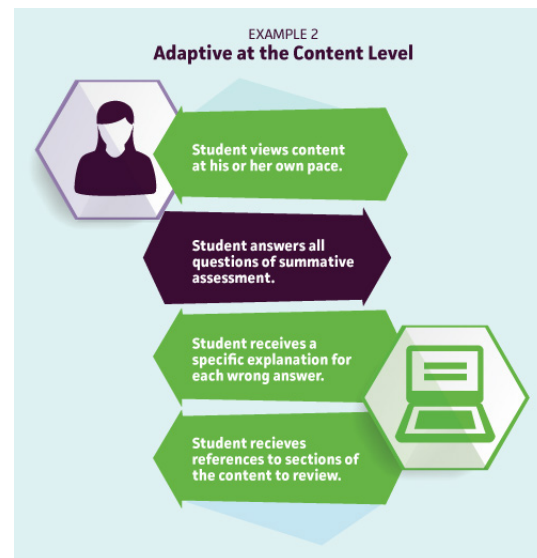 EXAMPLE 2
Adaptive at the Content Level
Student views content
at his or her own pace.
Student answers all
questions of summative
assessment.
Student receives a
specific explanation for
each wrong answer.
Student recieves
references to sections of
the content to review.